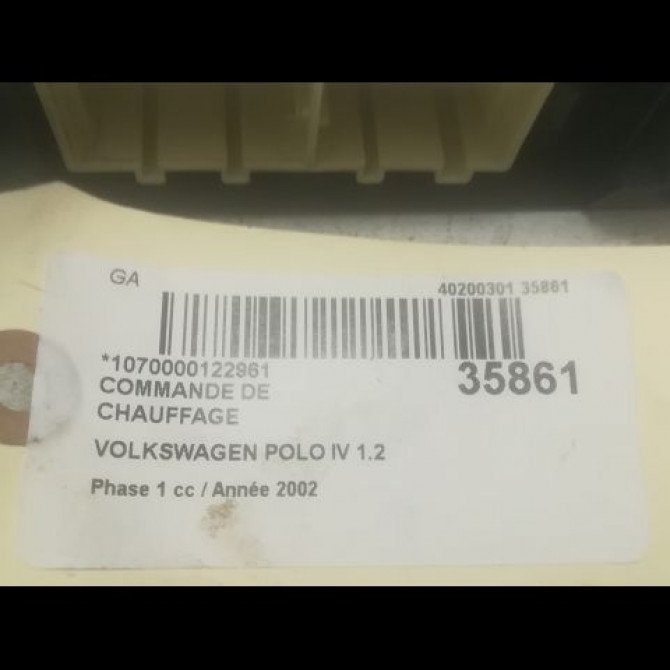 GA
40200301 35861
*1070000122961
35861
COMMANDE DE
CHAUFFAGE
VOLKSWAGEN POLO IV 1.2
Phase 1 cc / Année 2002